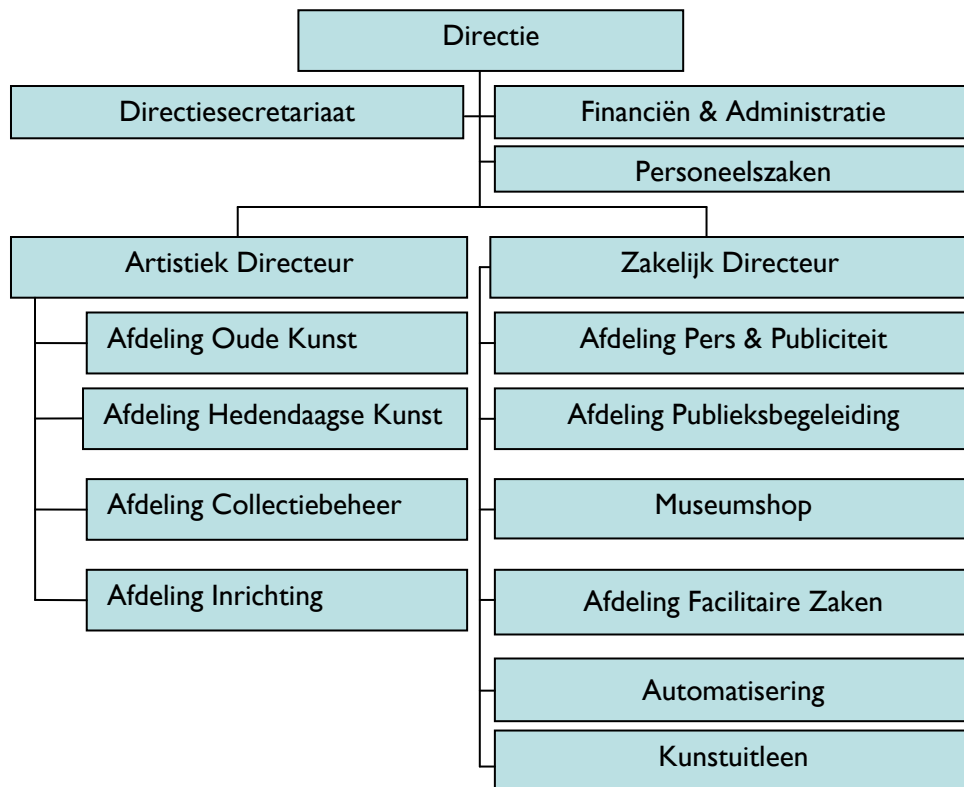 Directie
Directiesecretariaat
Financiën & Administratie
Personeelszaken
Artistiek Directeur
Zakelijk Directeur
Afdeling Oude Kunst
Afdeling Pers & Publiciteit
Afdeling Hedendaagse Kunst
Afdeling Publieksbegeleiding
Afdeling Collectiebeheer
Museumshop
Afdeling Inrichting
Afdeling Facilitaire Zaken
Automatisering
Kunstuitleen